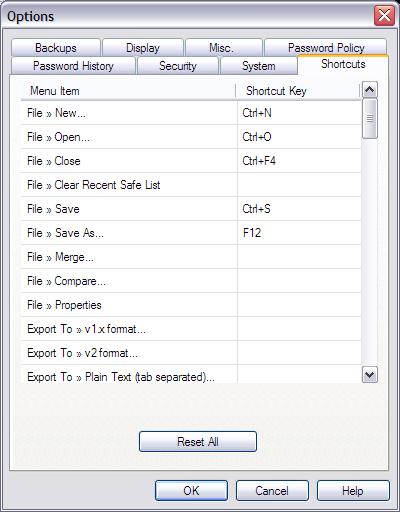 Options
Backups Display Misc. Password Policy
Password History Security System Shortcuts
Menu Item Shortcut Key
File » New... Ctrl+N
File » Open... Ctrl+O
File » Close Ctrl+F4
File » Clear Recent Safe List
File » Save Ctrl+S
File » Save As... F12
File » Merge...
File » Compare...
File » Properties
Export To » v1.x format...
Export To » v2 format...
Export To » Plain Text (tab separated)...
Reset All
OK Cancel Help